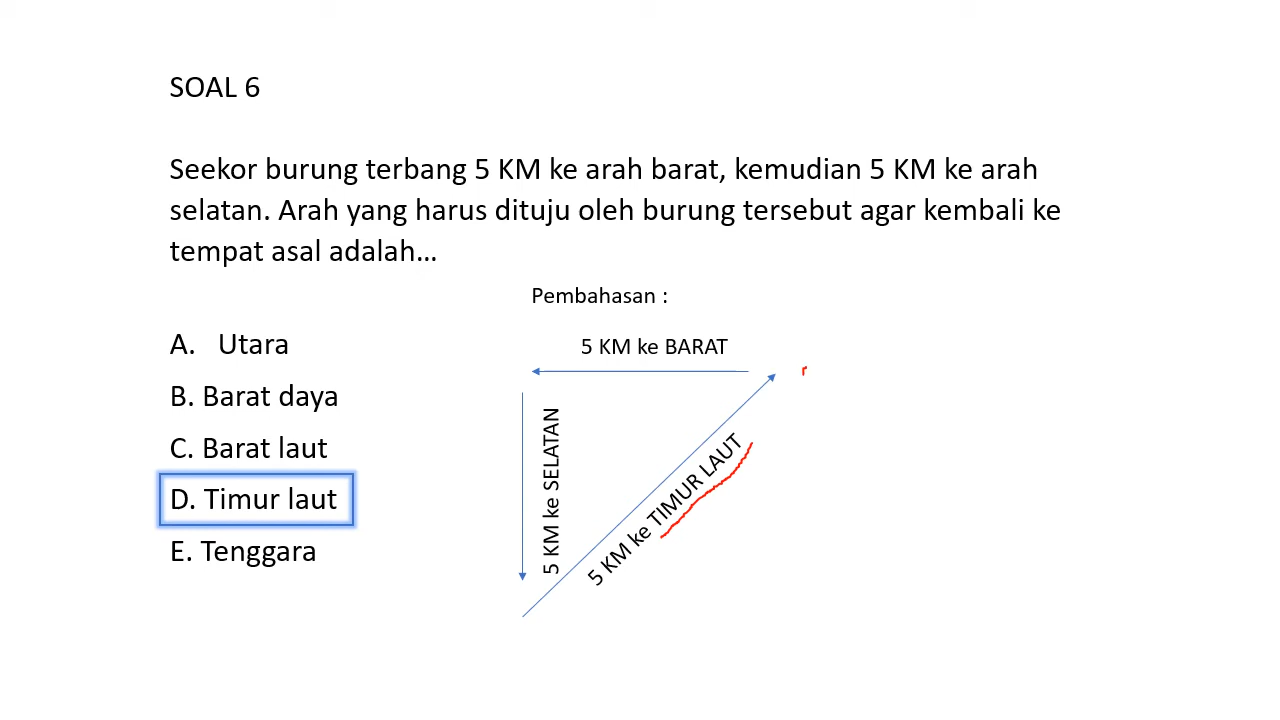 SOAL 6
Seekor burung terbang 5 KM ke arah barat, kemudian 5 KM ke arah
selatan. Arah yang harus dituju oleh burung tersebut agar kembali ke
tempat asal adalah…
Pembahasan :
A. Utara
B. Barat daya
C. Barat laut
D. Timur laut
E. Tenggara
5 KM ke BARAT
5 KM ke SELATAN
5 KM ke TIMUR LAUT